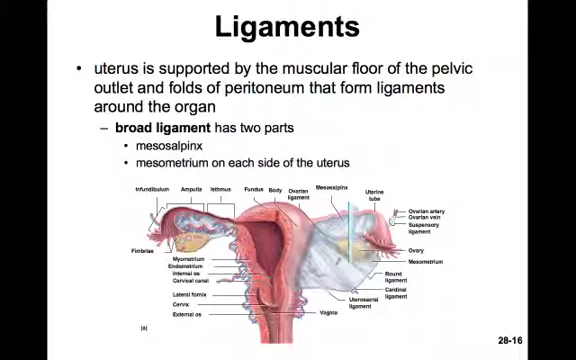 Ligaments
• uterus is supported by the muscular floor of the pelvic
outlet and folds of peritoneum that form ligaments
around the organ
– broad ligament has two parts
• mesosalpinx
• mesometrium on each side of the uterus
Infundibulum Ampulla Isthmus Fundus Body Ovarian
ligament
Mesosalpinx
Uterine
tube
Ovarian artery
Ovarian vein
Suspensory
ligament
Fimbriae
Ovary
Mesometrium
Myometrium
Endometrium
Internal os
Cervical canal
Round
ligament
Cardinal
ligament
Uterosacral
ligament
Lateral fornix
Cervix
External os
Vagina
(a)
28-16